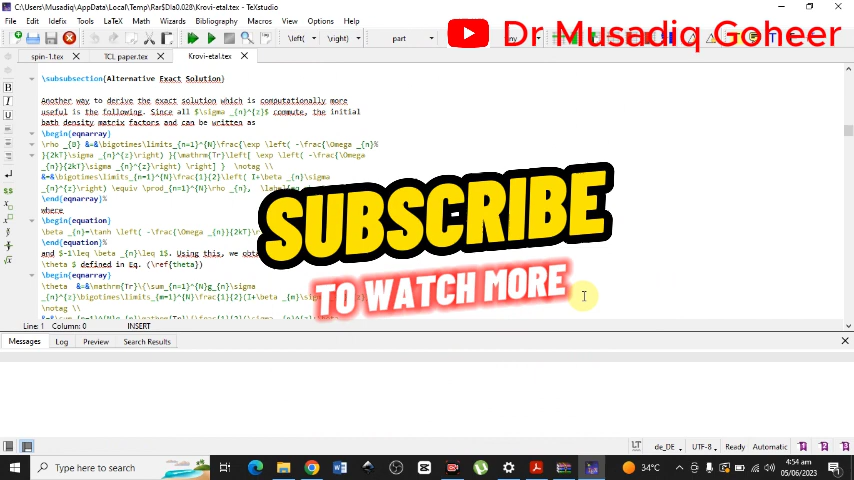 C:\Users\Musadiq\AppData\Local\Temp\Rar$DIa0.028\Krovi-etal.tex - TeXstudio
File Edit Idefix Tools LaTeX Math Wizards Bibliography Macros View Options Help
Dr Musadiq Goheer
\left( \right) part
spin-1.tex TCL paper.tex Krovi-etal.tex
\subsubsection{Alternative Exact Solution}
Another way to derive the exact solution which is computationally more
useful is the following. Since all $\sigma _{n}^{z}$ commute, the initial
bath density matrix factors and can be written as
\begin{eqnarray}
\rho _{B} &=&\bigotimes\limits_{n=1}^{N}\frac{\exp \left( -\frac{\Omega _{n}%
}{2kT}\sigma _{n}^{z}\right) }{\mathrm{Tr}\left[ \exp \left( -\frac{\Omega
_{n}}{2kT}\sigma _{n}^{z}\right) \right] } \notag \\
&=&\bigotimes\limits_{n=1}^{N}\frac{1}{2}\left( I+\beta _{n}\sigma
_{n}^{z}\right) \equiv \prod_{n=1}^{N}\rho _{n},
\end{eqnarray}%
where
\begin{equation}
\beta _{n}=\tanh \left( -\frac{\Omega
\end{equation}%
and $-1\leq \beta _{n}\leq 1$. Using this, we
\theta $ defined in Eq. (\ref{theta})
\begin{eqnarray}
\theta &=&\mathrm{Tr}\{\sum_{n=1}^{N}g_{n}\sigma
_{n}^{z}\bigotimes\limits_{m=1}^{N}\frac{1}{2}(I+\beta _{m}\sigma
\notag \\
SUBSCRIBE
TO WATCH MORE
Line: 1 Column: 0 INSERT
Messages Log Preview Search Results
LT de_DE UTF-8 Ready Automatic 1 2 3
Type here to search
34°C
4:54 am
05/06/2023